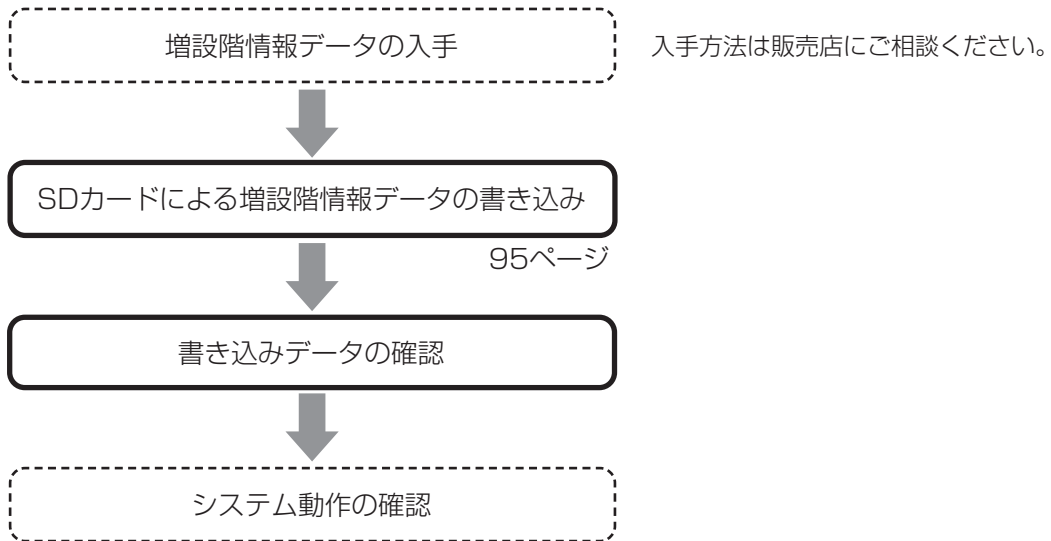 増設階情報データの入手
入手方法は販売店にご相談ください。
SDカードによる増設階情報データの書き込み
95ページ
書き込みデータの確認
システム動作の確認